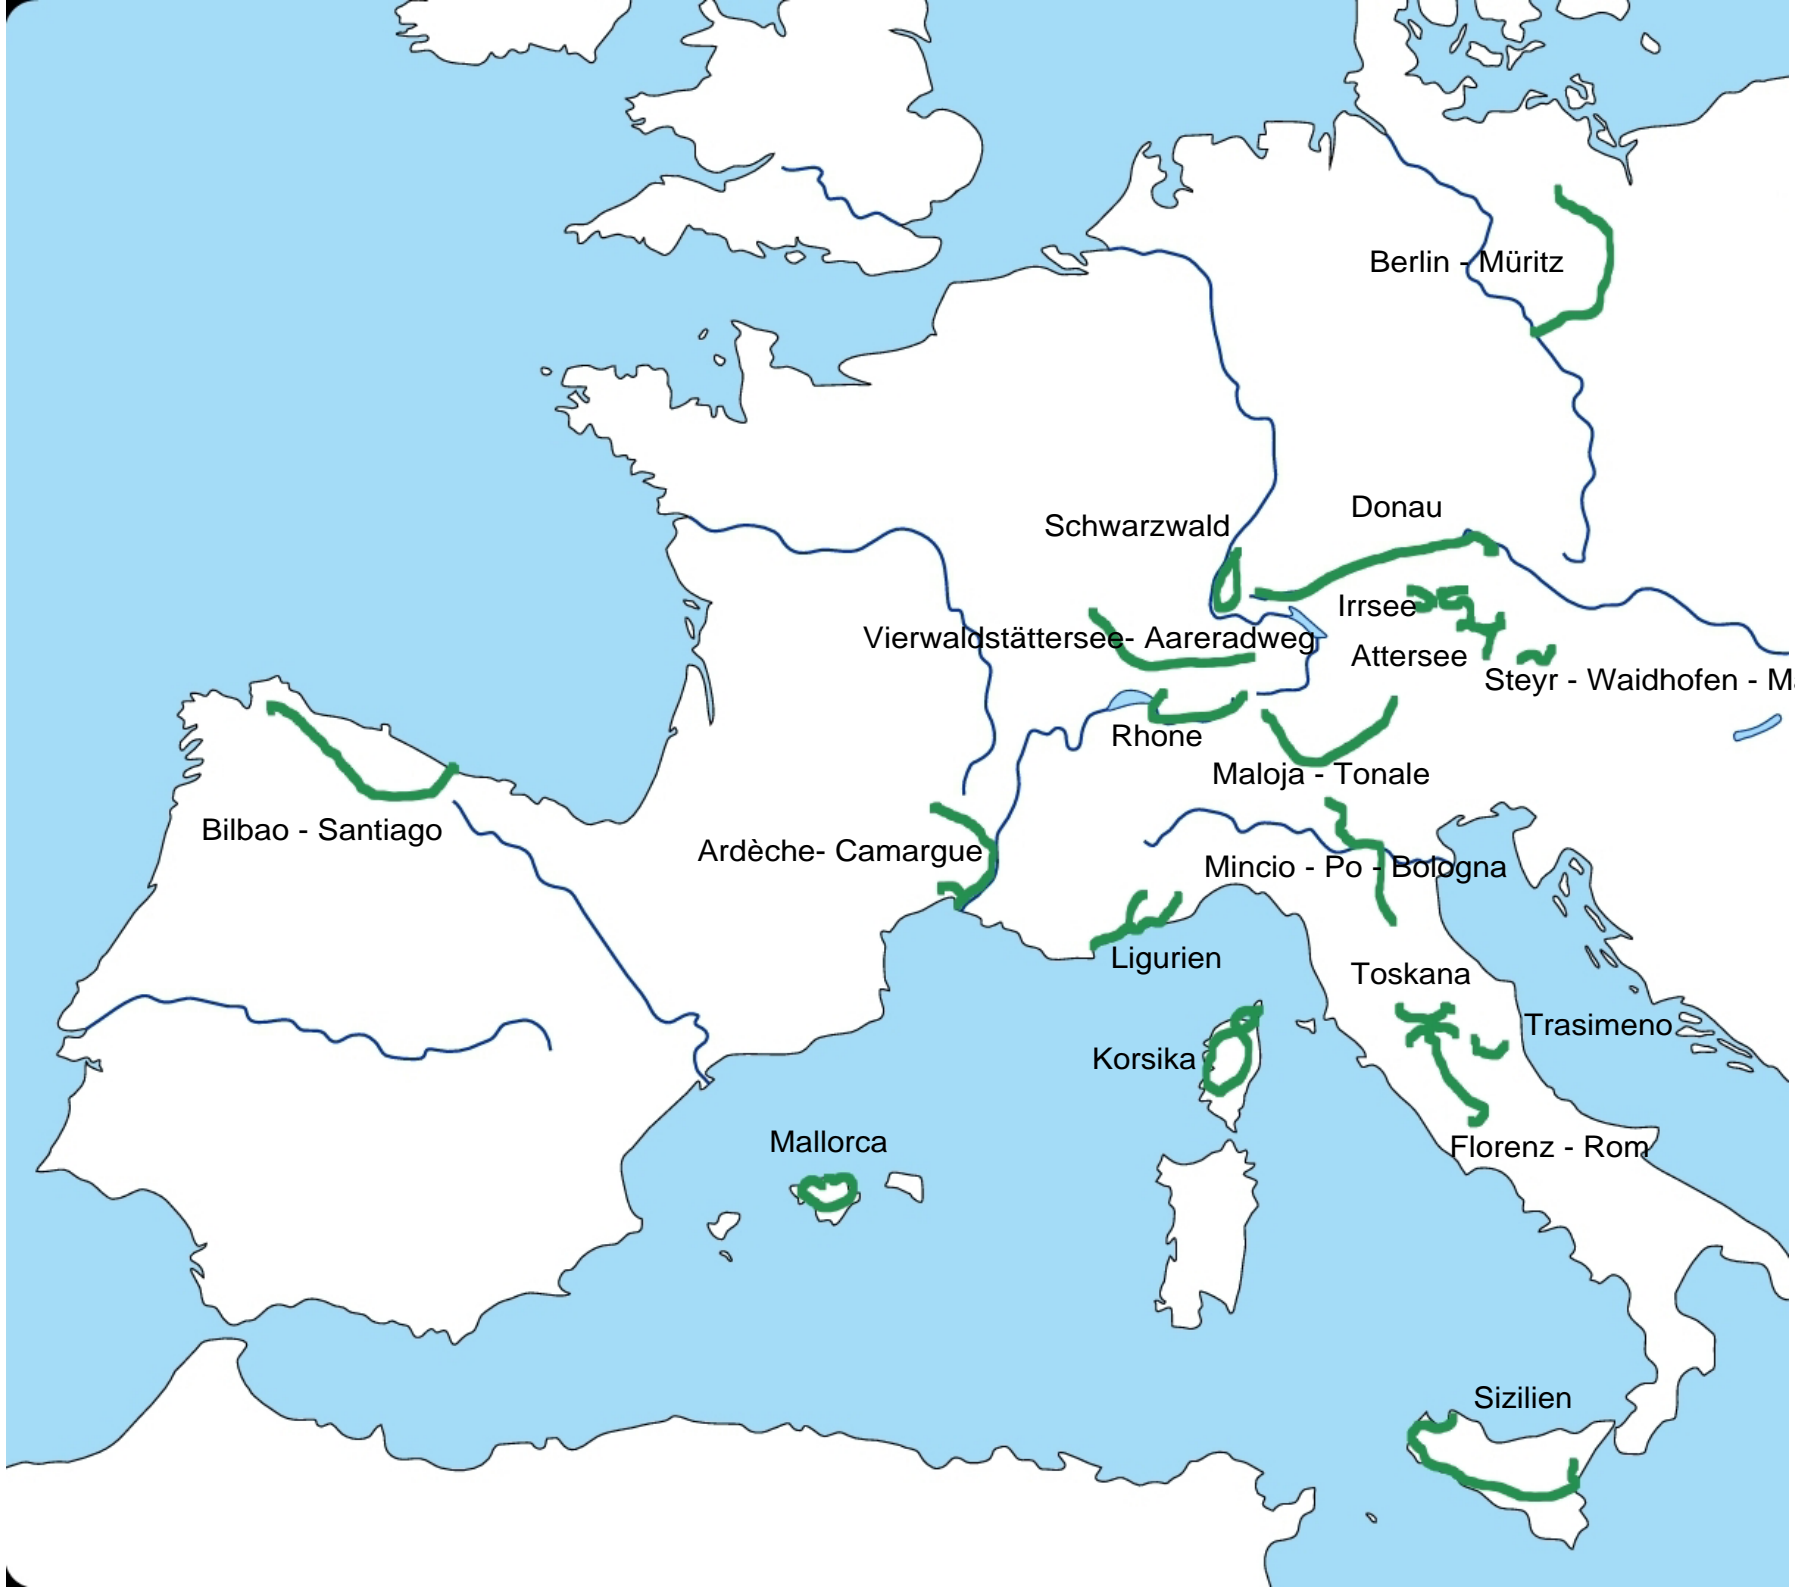 Berlin - Müritz
Donau
Schwarzwald
Irrsee
Vierwaldstättersee- Aareradweg
Attersee
Steyr - Waidhofen - Ma
Rhone
Maloja - Tonale
Bilbao - Santiago
Ardèche- Camargue
Mincio - Po - Bologna
Ligurien
Toskana
Trasimeno
Korsika
Mallorca
Florenz - Rom
Sizilien